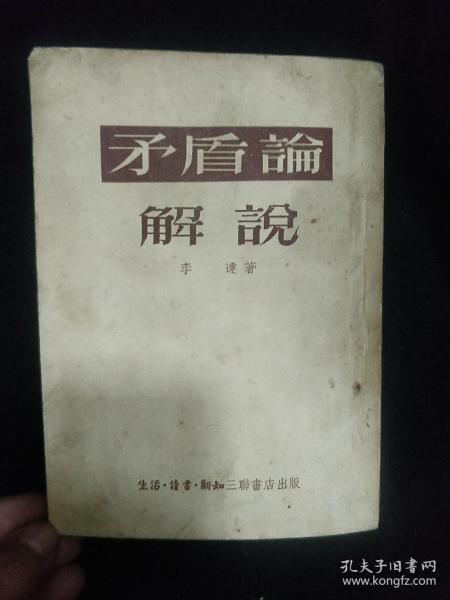 矛盾論
解說
李達著
生活·讀書·新知三聯書店出版
孔夫子旧书网
www.kongfz.com